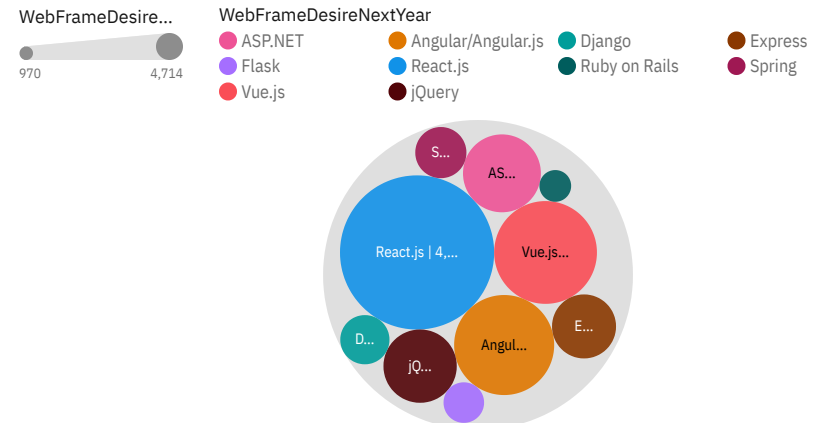 WebFrameDesire...
970 4,714
WebFrameDesireNextYear
ASP.NET Angular/Angular.js Django Express
Flask React.js Ruby on Rails Spring
Vue.js jQuery
S...
AS...
React.js | 4,...
Vue.js...
E...
D...
Angul...
jQ...